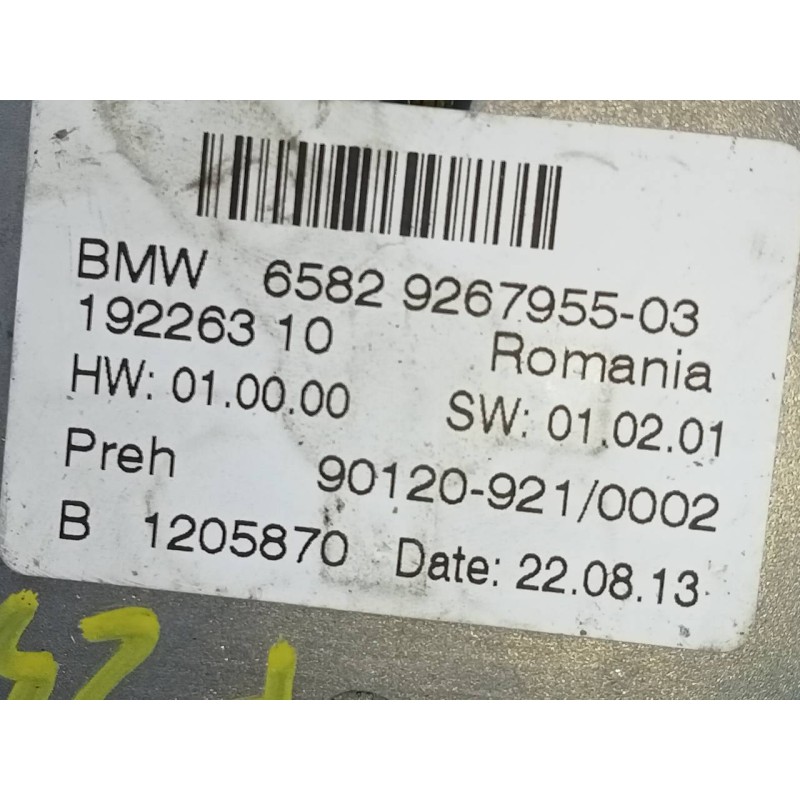 BMW 6582 9267955-03
192263 10 Romania
HW: 01.00.00 SW: 01.02.01
Preh 90120-921/0002
B 1205870 Date: 22.08.13